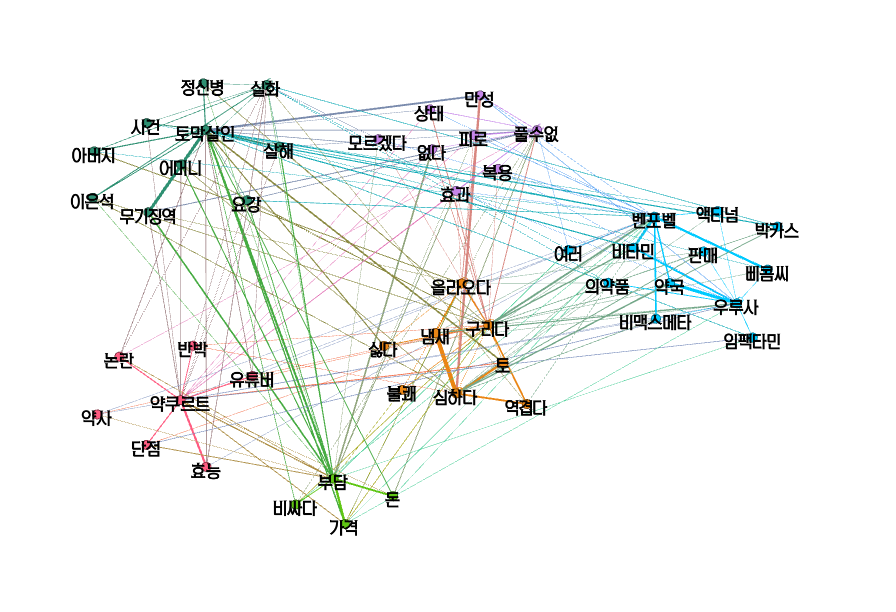 정신병
실화
만성
상태
사건
토막살인
모르겠다
피로
풀수없
아버지
어머니
살해
없다
복용
이은석
무기징역
요강
효과
벤포벨
액티넘
박카스
여러
비타민
판매
삐콤씨
올라오다
의약품
약국
우루사
냄새
구리다
비맥스메타
임팩타민
논란
반박
싫다
토
유튜버
불쾌
심하다
역겹다
약쿠르트
약사
단점
효능
부담
돈
비싸다
가격